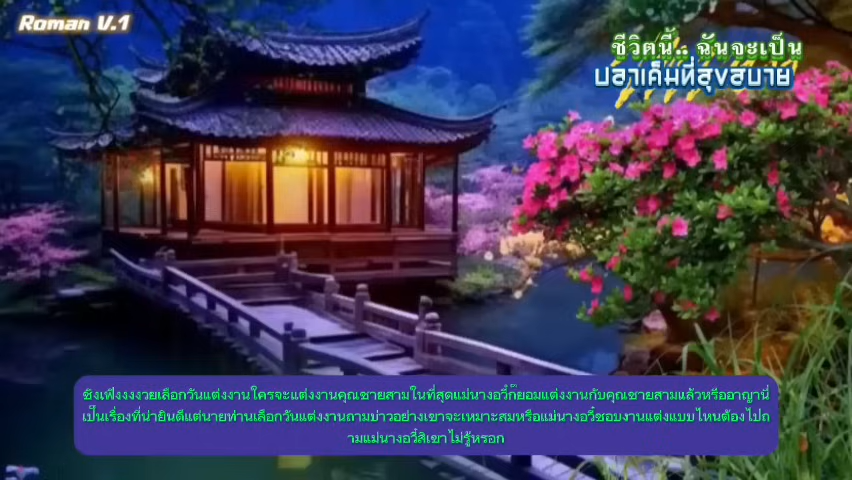 Roman V.1
ชีวิตนี้.. ฉันจะเป็น
ปลาเค็มที่สุขสบาย
ซิงเฟิงงงงวยเลือกวันแต่งงานใครจะแต่งงานคุณชายสามในที่สุดแม่นางอวี๋ก็ยอมแต่งงานกับคุณชายสามแล้วหรืออาญานี่
เป็นเรื่องที่น่ายินดีแต่นายท่านเลือกวันแต่งงานถามบ่าวอย่างเขาจะเหมาะสมหรือแม่นางอวี๋ชอบงานแต่งแบบไหนต้องไปถ
ามแม่นางอวี๋สิเขาไม่รู้หรอก